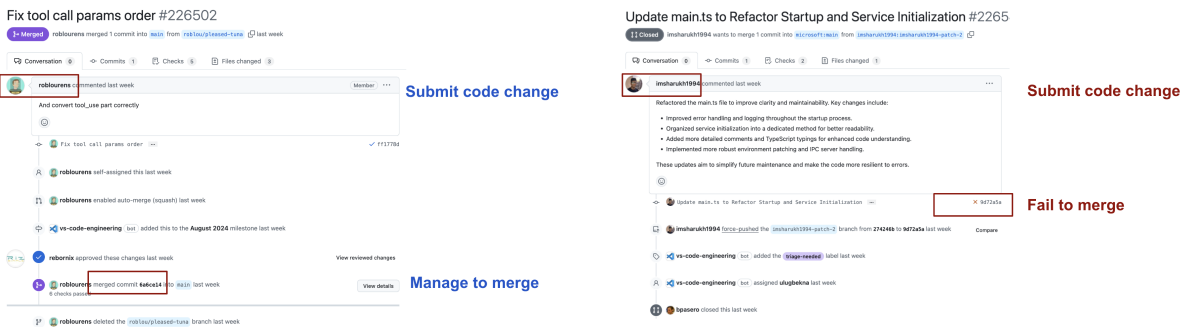 Fix tool call params order #226502
Merged roblourens merged 1 commit into main from roblou/pleased-tuna last week
Conversation 0 Commits 1 Checks 5 Files changed 3
roblourens commented last week Member ...
And convert tool_use part correctly
Fix tool call params order ... ff1778d
roblourens self-assigned this last week
roblourens enabled auto-merge (squash) last week
vs-code-engineering bot added this to the August 2024 milestone last week
rebornix approved these changes last week View reviewed changes
roblourens merged commit 6a6ce14 into main last week View details
6 checks passed
roblourens deleted the roblou/pleased-tuna branch last week
Submit code change
Manage to merge
Update main.ts to Refactor Startup and Service Initialization #2265
Closed imsharukh1994 wants to merge 1 commit into microsoft:main from imsharukh1994:imsharukh1994-patch-2
Conversation 0 Commits 1 Checks 2 Files changed 1
imsharukh1994 commented last week ...
Refactored the main.ts file to improve clarity and maintainability. Key changes include:
• Improved error handling and logging throughout the startup process.
• Organized service initialization into a dedicated method for better readability.
• Added more detailed comments and TypeScript typings for enhanced code understanding.
• Implemented more robust environment patching and IPC server handling.
These updates aim to simplify future maintenance and make the code more resilient to errors.
Update main.ts to Refactor Startup and Service Initialization ... 9d72a5a
imsharukh1994 force-pushed the imsharukh1994-patch-2 branch from 274246b to 9d72a5a last week Compare
vs-code-engineering bot added the triage-needed label last week
vs-code-engineering bot assigned ulugbekna last week
bpasero closed this last week
Submit code change
Fail to merge